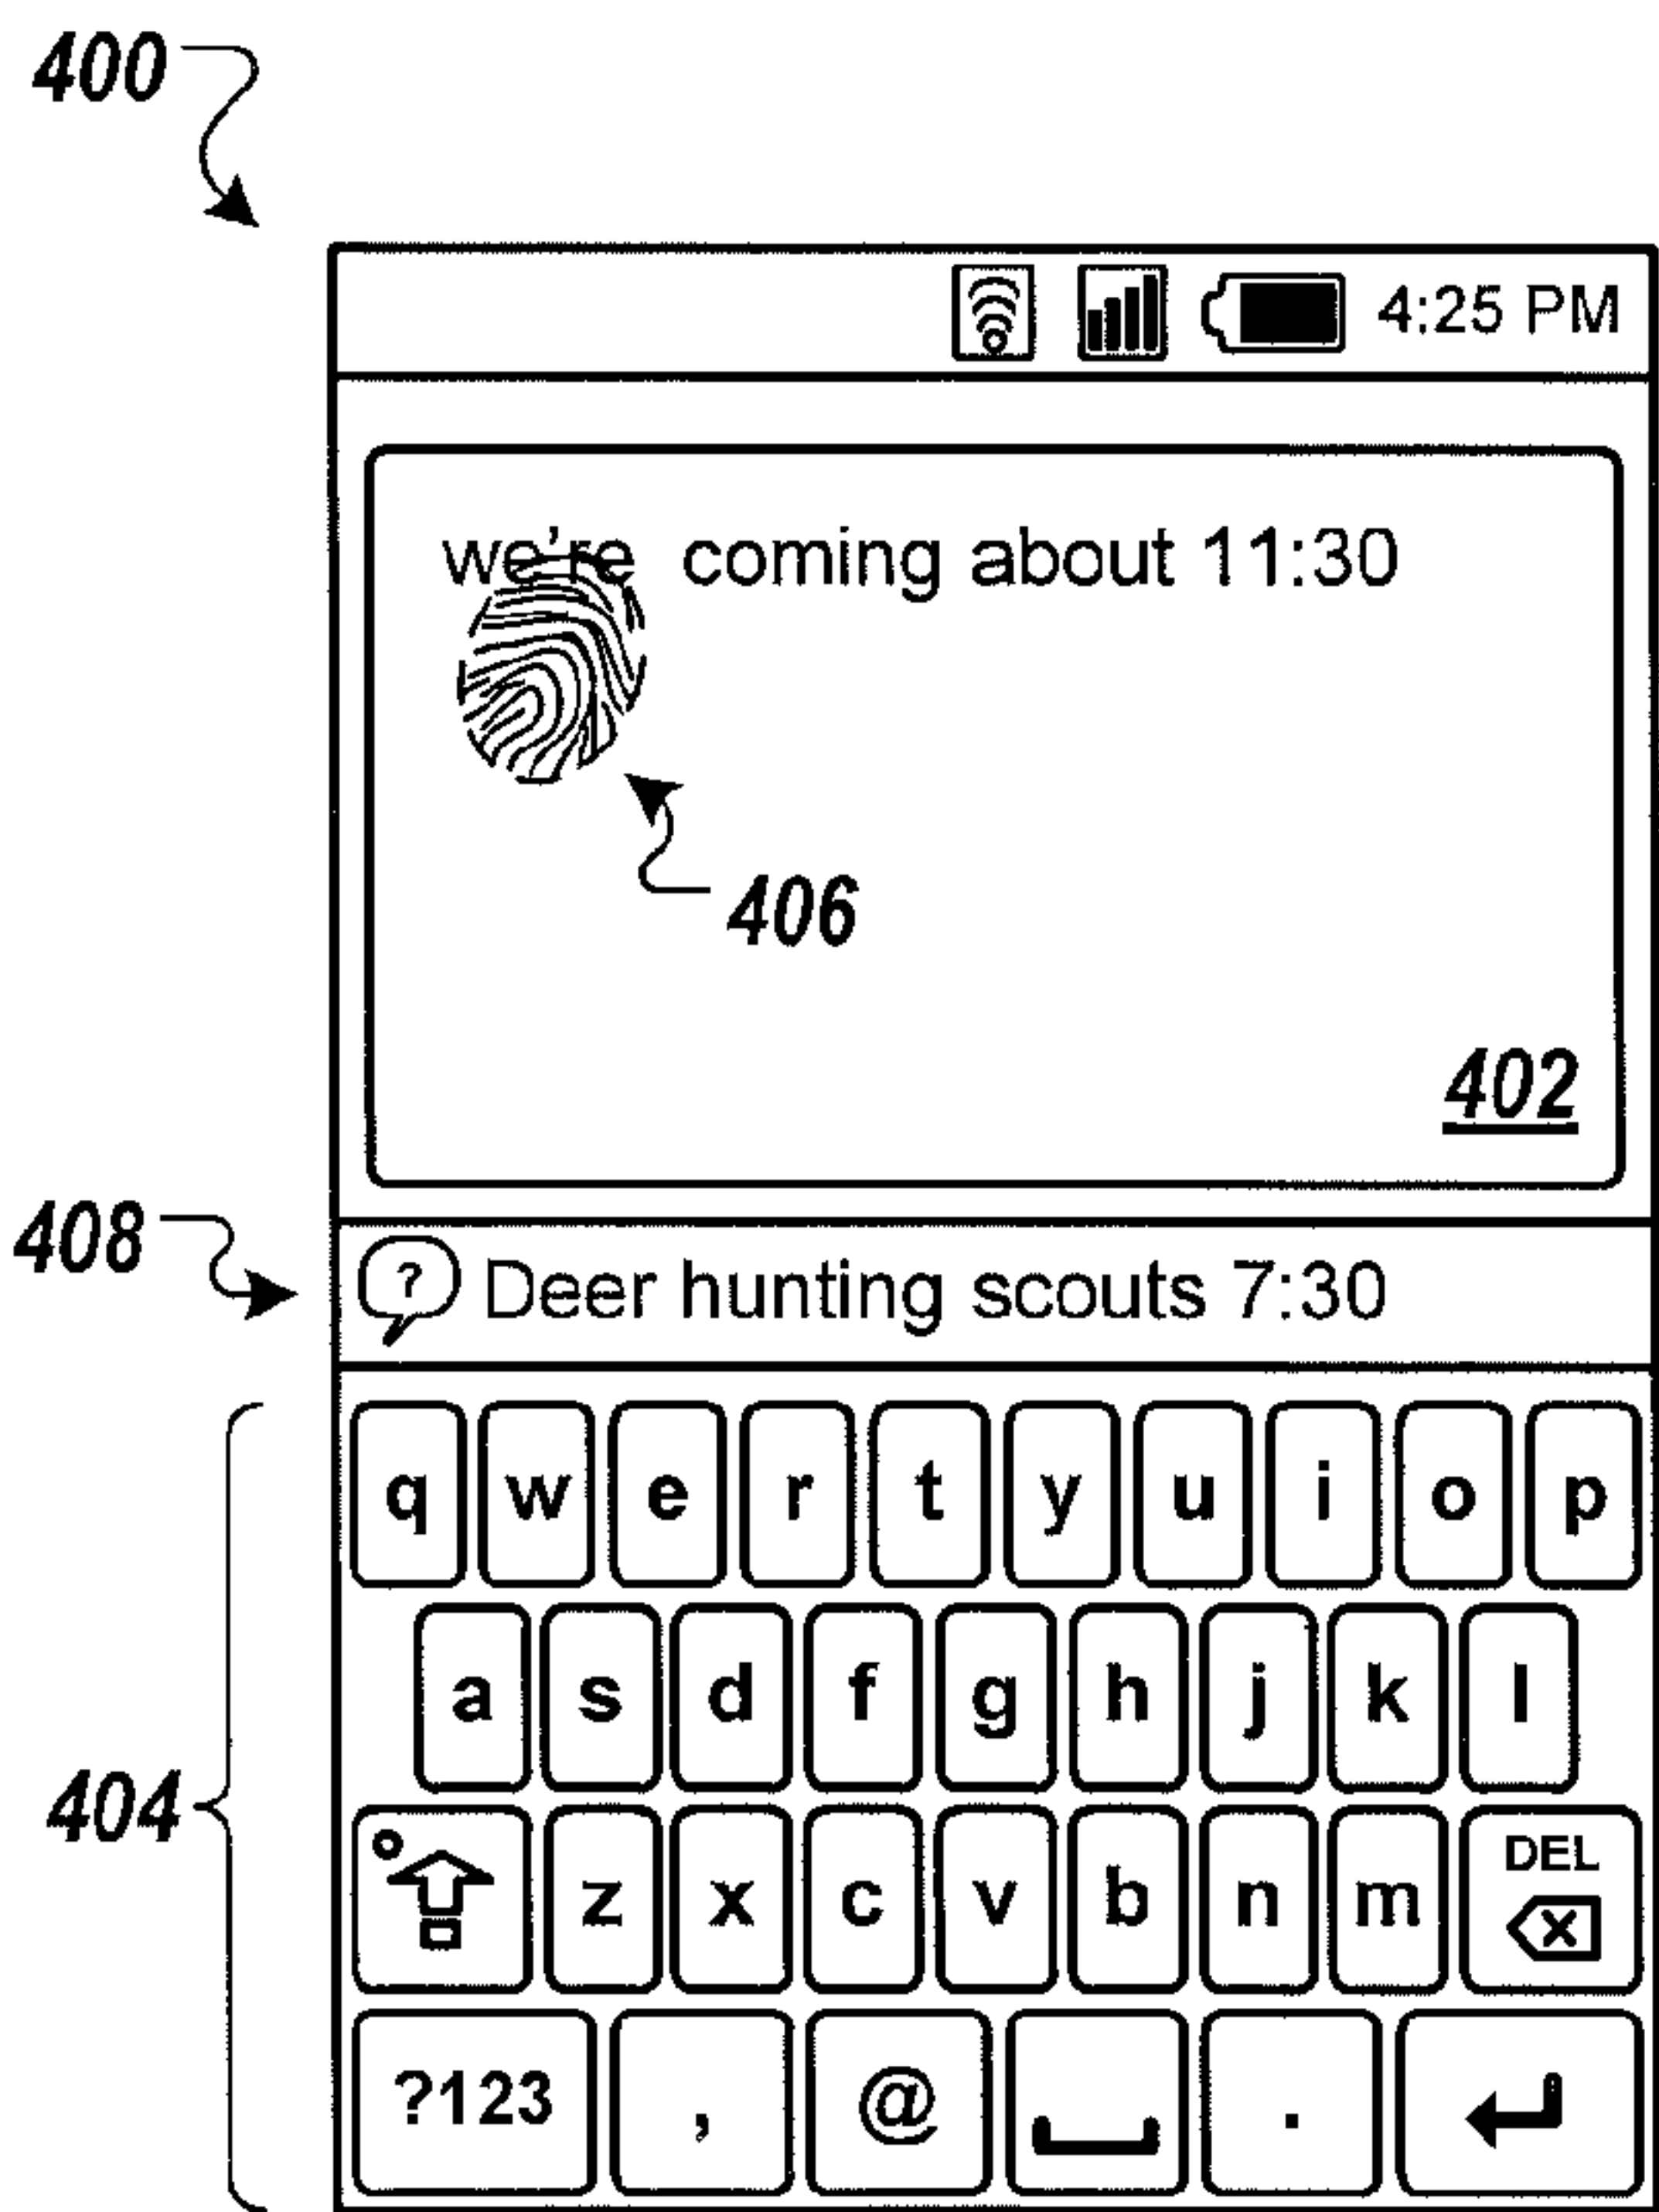 400
4:25 PM
we're coming about 11:30
406
402
408
? Deer hunting scouts 7:30
q w e r t y u i o p
a s d f g h j k l
404
z x c v b n m DEL
?123 , @ .